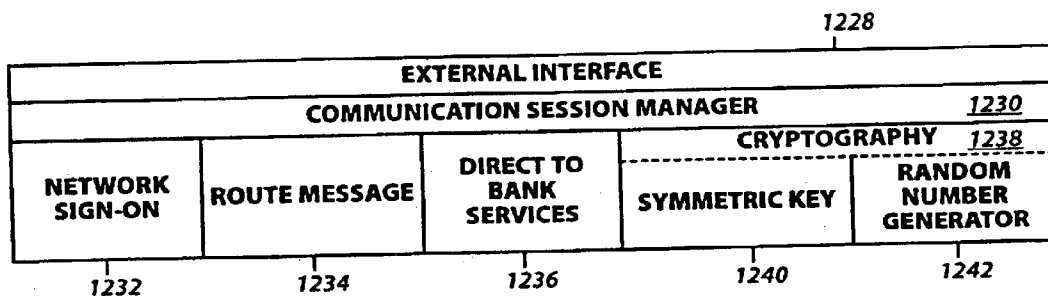 1228
EXTERNAL INTERFACE
COMMUNICATION SESSION MANAGER 1230
NETWORK
SIGN-ON
ROUTE MESSAGE
DIRECT TO
BANK
SERVICES
CRYPTOGRAPHY 1238
SYMMETRIC KEY
RANDOM
NUMBER
GENERATOR
1232
1234
1236
1240
1242